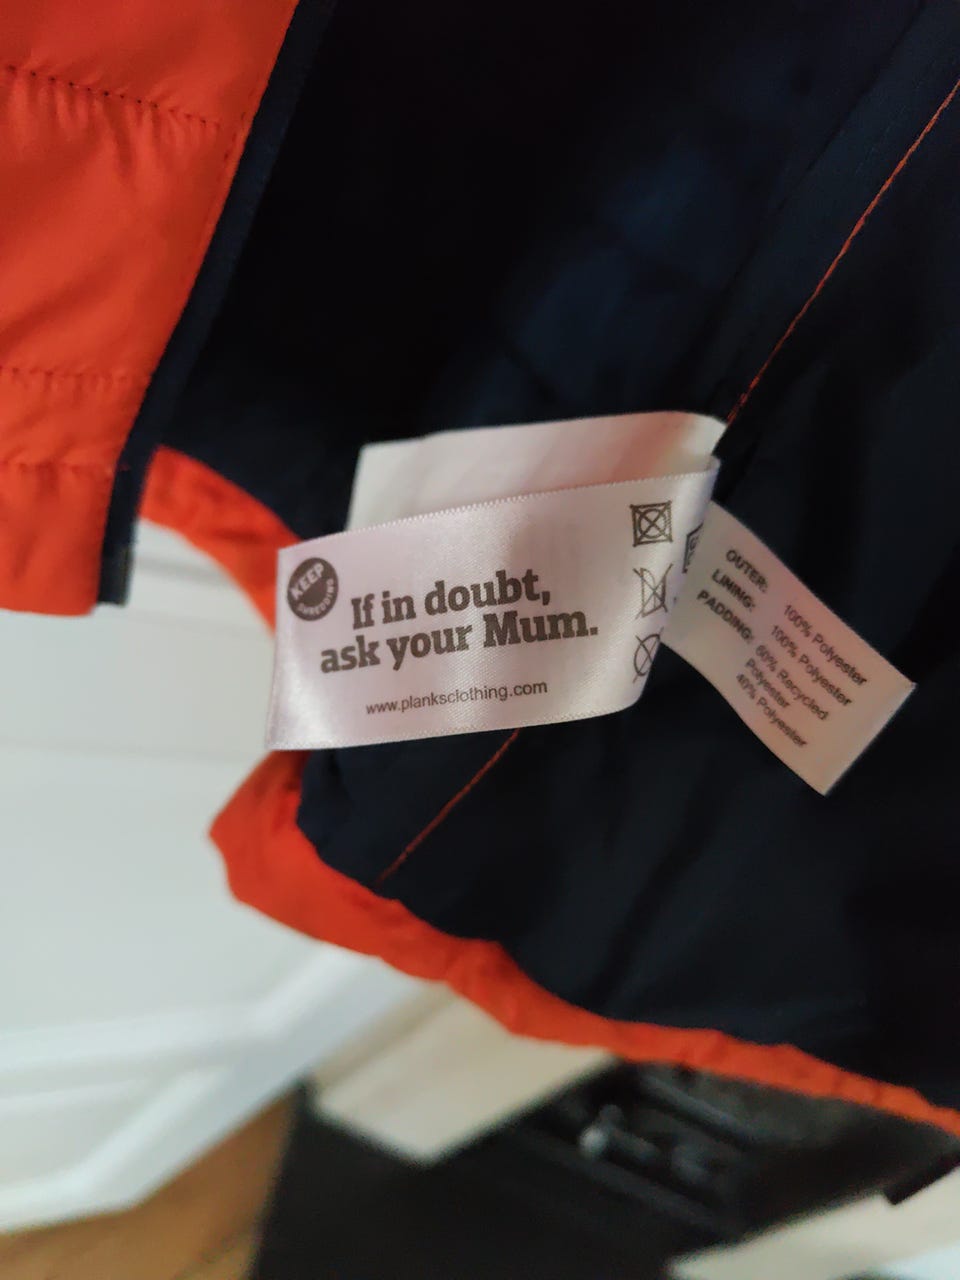 KEEP
SHREDDING
If in doubt,
ask your Mum.
www.planksclothing.com
OUTER: 100% Polyester
LINING: 100% Polyester
PADDING: 60% Recycled
Polyester
40% Polyester